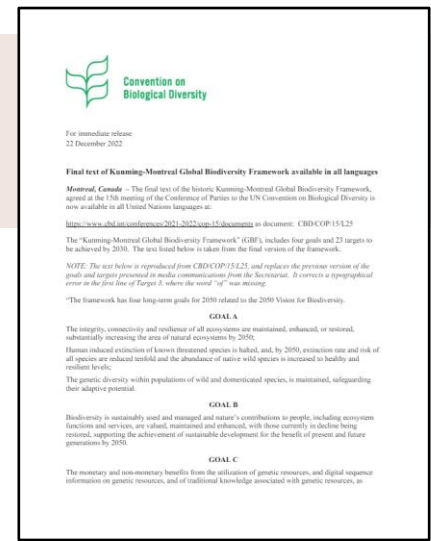 Convention on
Biological Diversity
For immediate release
22 December 2022
Final text of Kunming-Montreal Global Biodiversity Framework available in all languages
Montreal, Canada – The final text of the historic Kunming-Montreal Global Biodiversity Framework,
agreed at the 15th meeting of the Conference of Parties to the UN Convention on Biological Diversity is
now available in all United Nations languages at:
https://www.cbd.int/conferences/2021-2022/cop-15/documents as document: CBD/COP/15/L25
The “Kunming-Montreal Global Biodiversity Framework” (GBF), includes four goals and 23 targets to
be achieved by 2030. The text listed below is taken from the final version of the framework.
NOTE: The text below is reproduced from CBD/COP/15/L25, and replaces the previous version of the
goals and targets presented in media communications from the Secretariat. It corrects a typographical
error in the first line of Target 3, where the word “of” was missing.
“The framework has four long-term goals for 2050 related to the 2050 Vision for Biodiversity.
GOAL A
The integrity, connectivity and resilience of all ecosystems are maintained, enhanced, or restored,
substantially increasing the area of natural ecosystems by 2050;
Human induced extinction of known threatened species is halted, and, by 2050, extinction rate and risk of
all species are reduced tenfold and the abundance of native wild species is increased to healthy and
resilient levels;
The genetic diversity within populations of wild and domesticated species, is maintained, safeguarding
their adaptive potential.
GOAL B
Biodiversity is sustainably used and managed and nature’s contributions to people, including ecosystem
functions and services, are valued, maintained and enhanced, with those currently in decline being
restored, supporting the achievement of sustainable development for the benefit of present and future
generations by 2050.
GOAL C
The monetary and non-monetary benefits from the utilization of genetic resources, and digital sequence
information on genetic resources, and of traditional knowledge associated with genetic resources, as